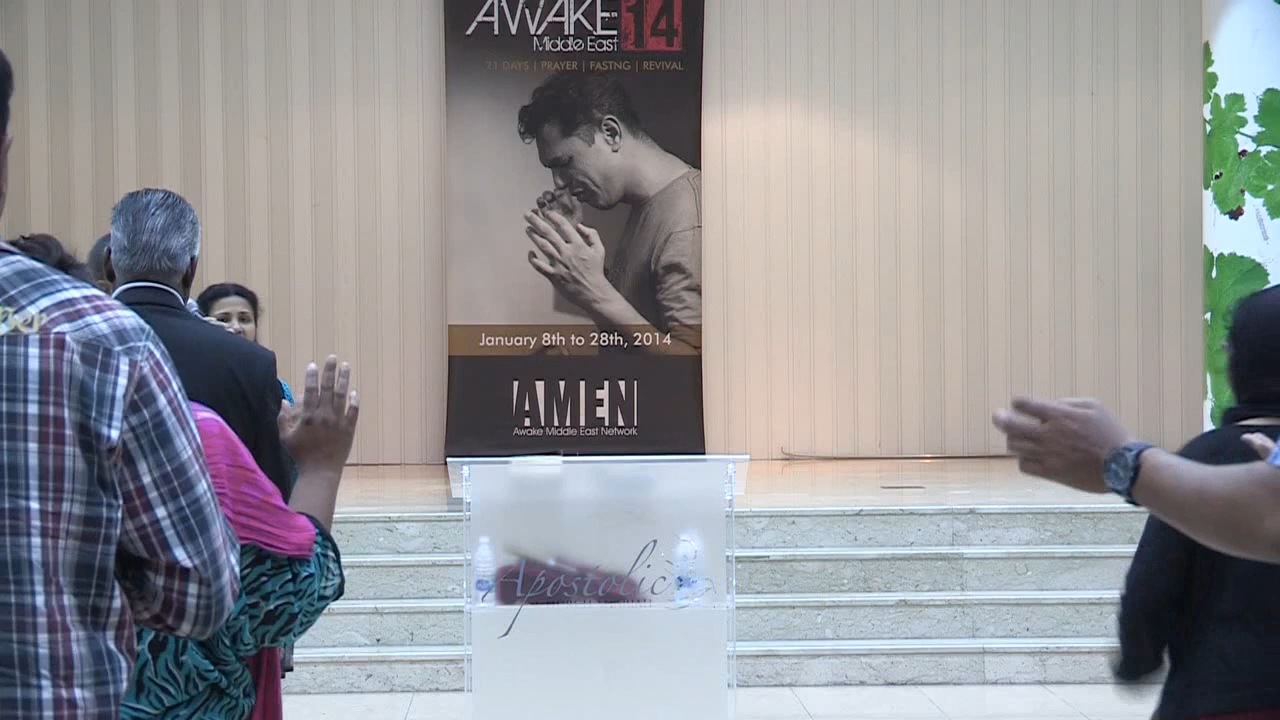 AWAKE 14
Middle East
21 DAYS | PRAYER | FASTNG | REVIVAL
January 8th to 28th, 2014
AMEN
Awake Middle East Network
Apostolic